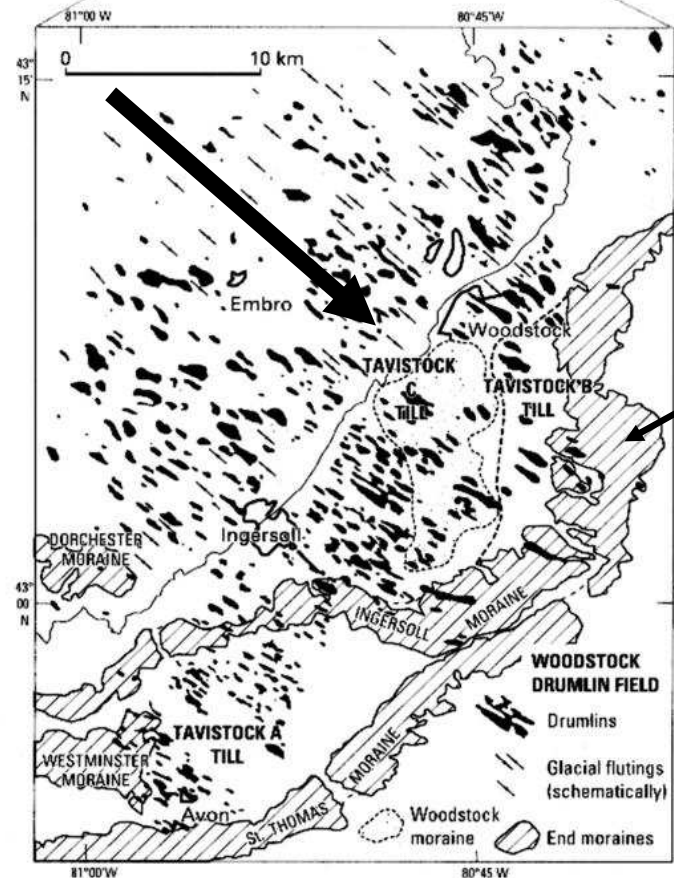 81°00' W
80°45' W
43°
15'
N
0
10 km
Embro
Woodstock
TAVISTOCK
C
TILL
TAVISTOCK B
TILL
Ingersoll
DORCHESTER
MORAINE
43°
00'
N
INGERSOLL
MORAINE
WOODSTOCK
DRUMLIN FIELD
Drumlins
TAVISTOCK A
TILL
Glacial flutings
(schematically)
WESTMINSTER
MORAINE
MORAINE
Woodstock
moraine
End moraines
Avon
St. THOMAS
81°00'W
80°45' W